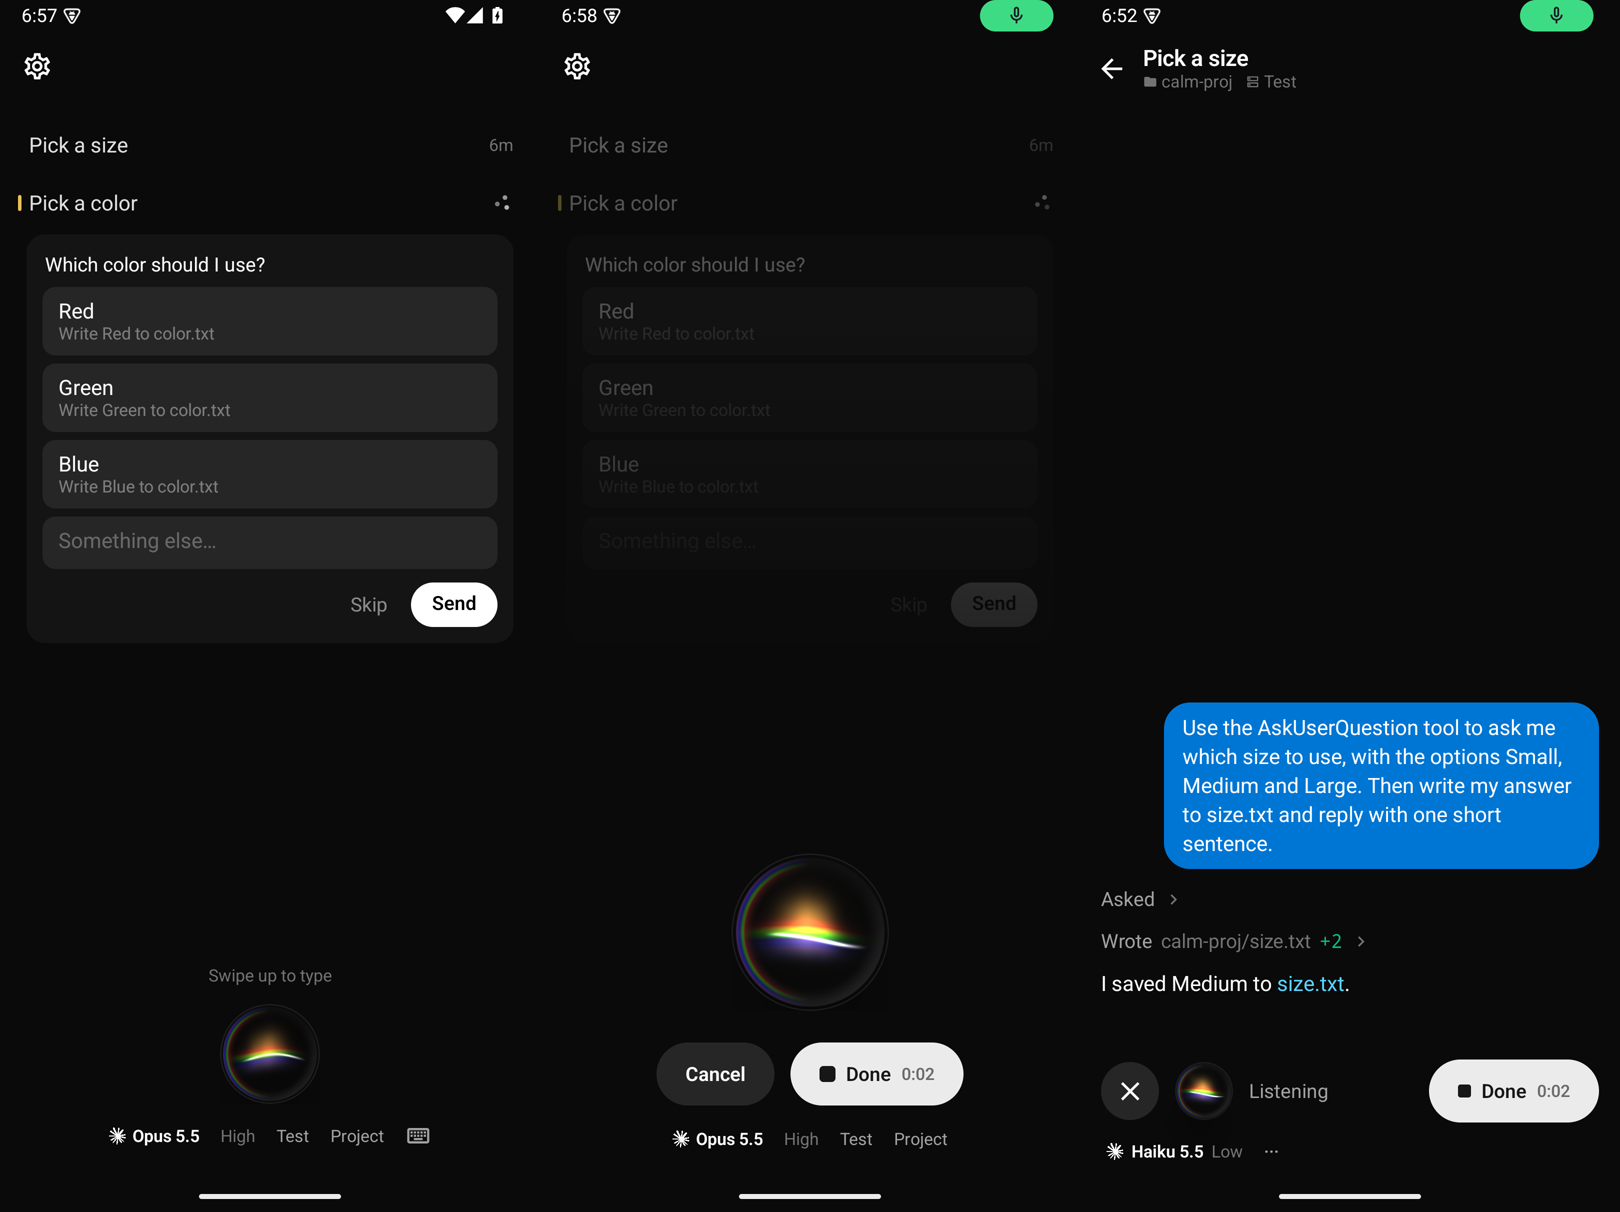 6:57
Pick a size
6m
Pick a color
Which color should I use?
Red
Write Red to color.txt
Green
Write Green to color.txt
Blue
Write Blue to color.txt
Something else...
Skip
Send
Swipe up to type
Opus 5.5 High Test Project
6:58
Pick a size
6m
Pick a color
Which color should I use?
Red
Write Red to color.txt
Green
Write Green to color.txt
Blue
Write Blue to color.txt
Something else...
Skip
Send
Cancel
Done 0:02
Opus 5.5 High Test Project
6:52
Pick a size
calm-proj Test
Use the AskUserQuestion tool to ask me
which size to use, with the options Small,
Medium and Large. Then write my answer
to size.txt and reply with one short
sentence.
Asked
Wrote calm-proj/size.txt +2
I saved Medium to size.txt.
Listening
Done 0:02
Haiku 5.5 Low ...